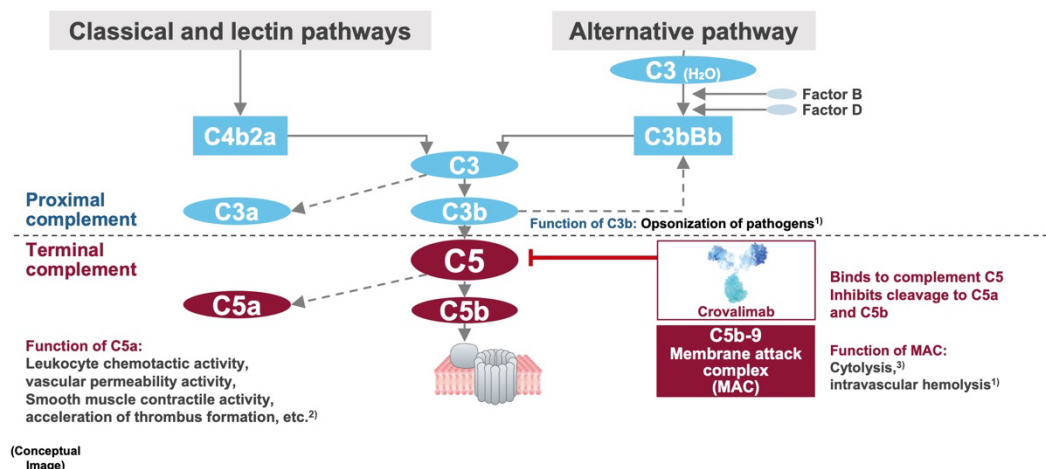 Classical and lectin pathways
Alternative pathway
C3 (H₂O)
Factor B
Factor D
C4b2a
C3bBb
C3
Proximal
complement
C3a
C3b
Function of C3b: Opsonization of pathogens¹⁾
Terminal
complement
C5
Crovalimab
Binds to complement C5
Inhibits cleavage to C5a
and C5b
C5a
C5b
C5b-9
Membrane attack
complex
(MAC)
Function of MAC:
Cytolysis,³⁾
intravascular hemolysis¹⁾
Function of C5a:
Leukocyte chemotactic activity,
vascular permeability activity,
Smooth muscle contractile activity,
acceleration of thrombus formation, etc.²⁾
(Conceptual
Image)